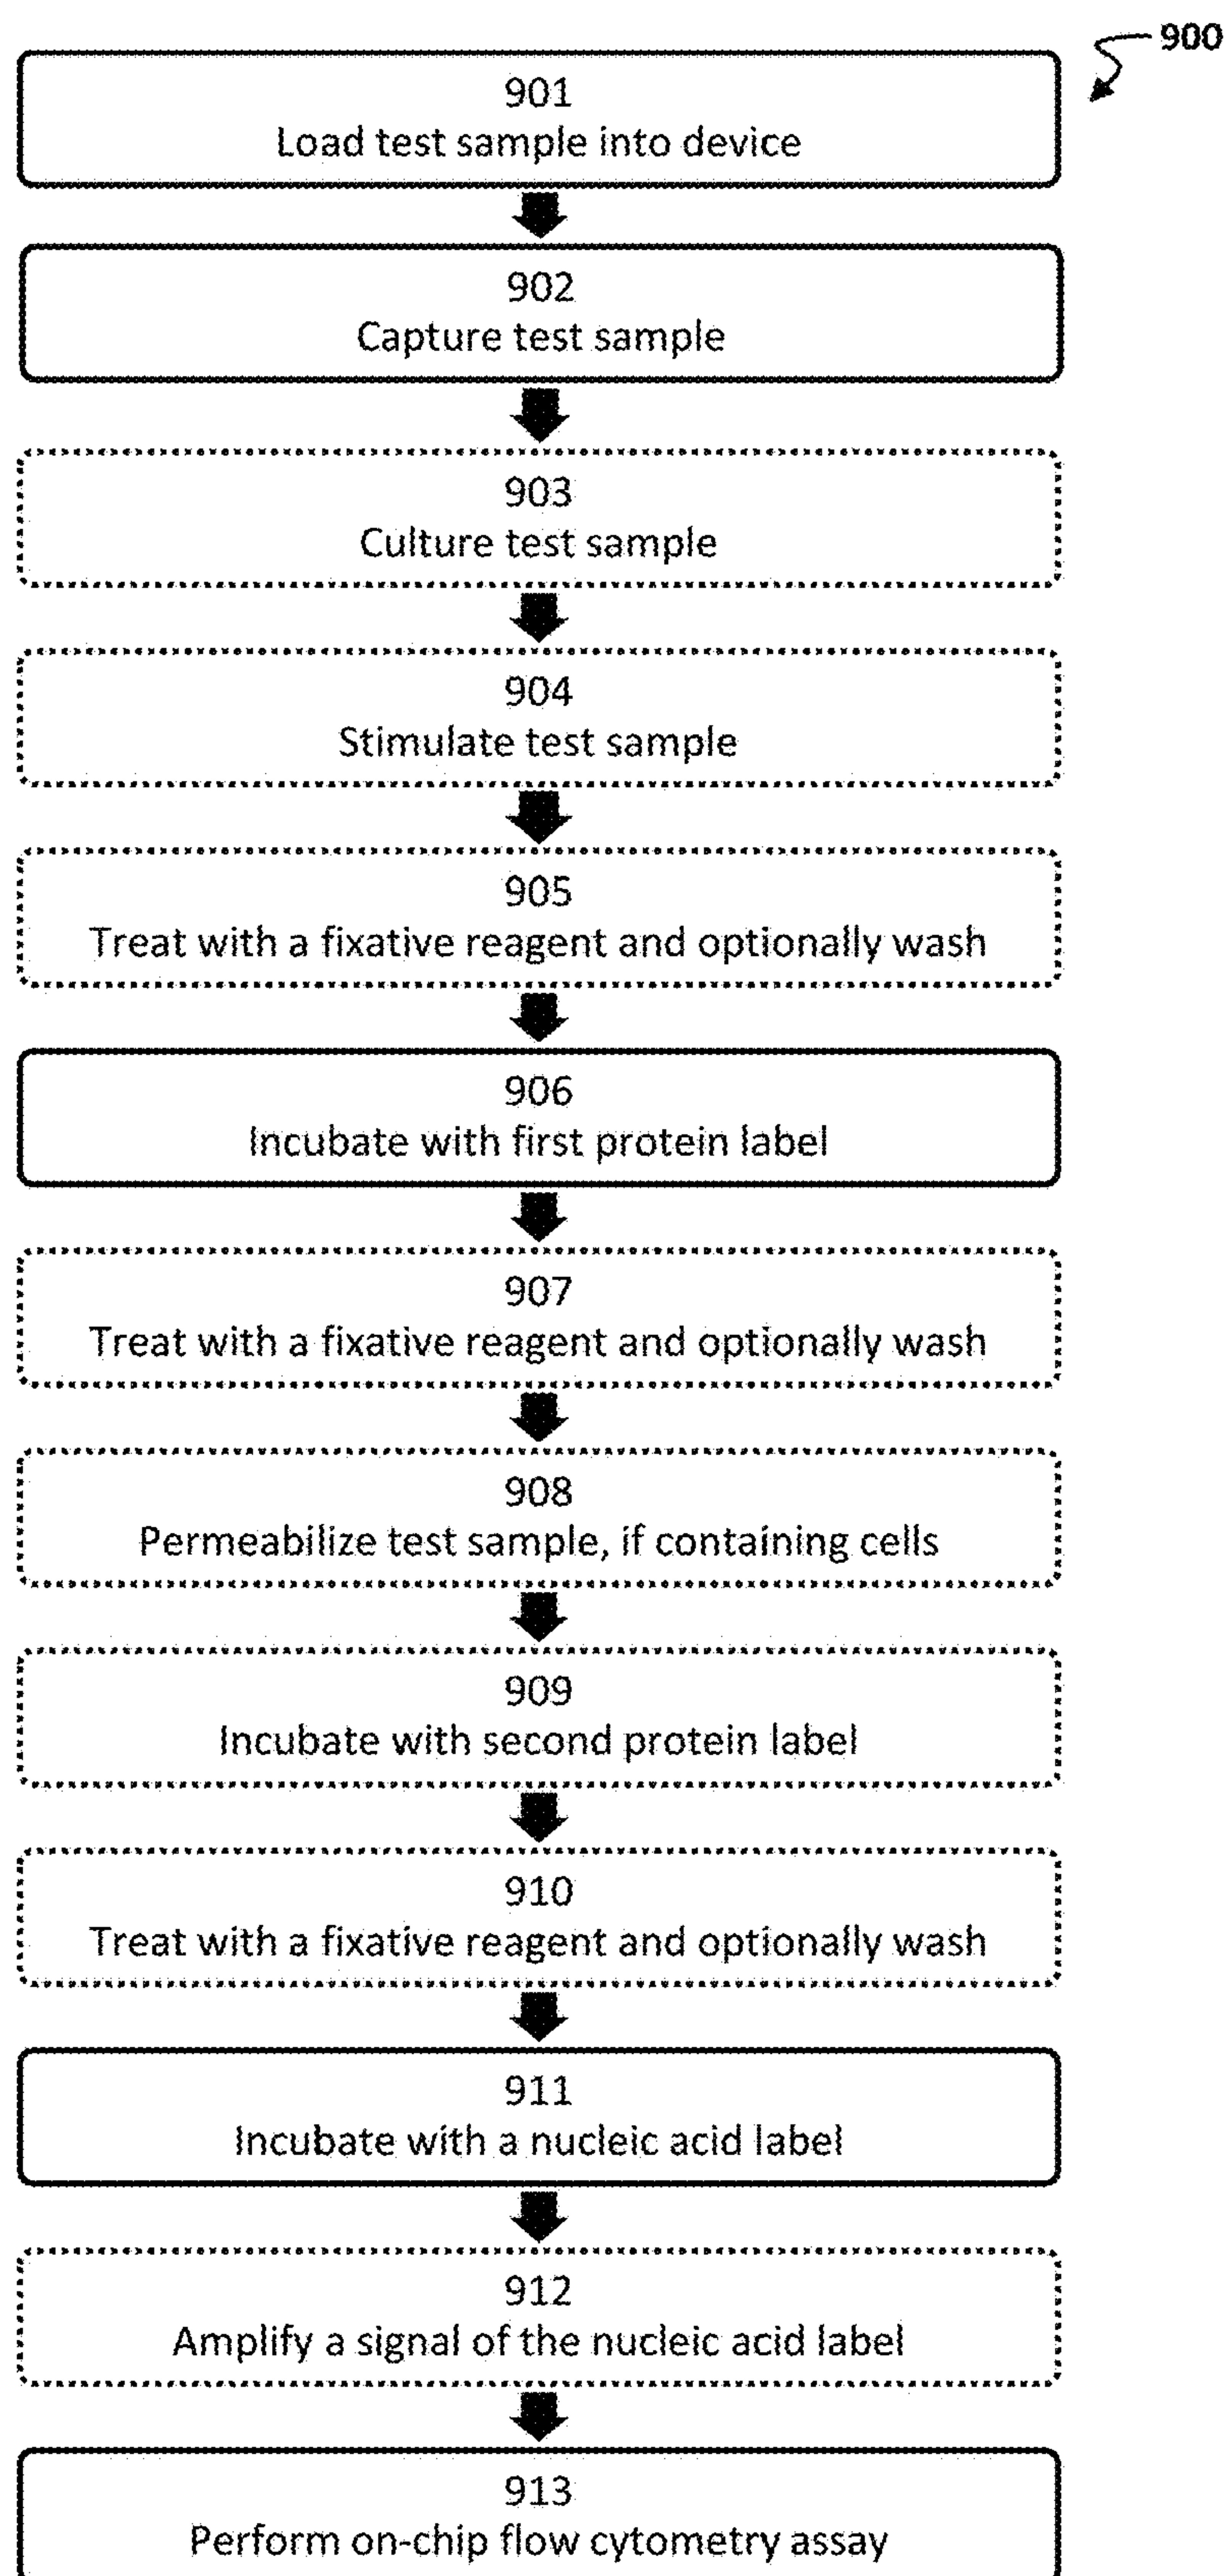 900
901
Load test sample into device
902
Capture test sample
903
Culture test sample
904
Stimulate test sample
905
Treat with a fixative reagent and optionally wash
906
Incubate with first protein label
907
Treat with a fixative reagent and optionally wash
908
Permeabilize test sample, if containing cells
909
Incubate with second protein label
910
Treat with a fixative reagent and optionally wash
911
Incubate with a nucleic acid label
912
Amplify a signal of the nucleic acid label
913
Perform on-chip flow cytometry assay